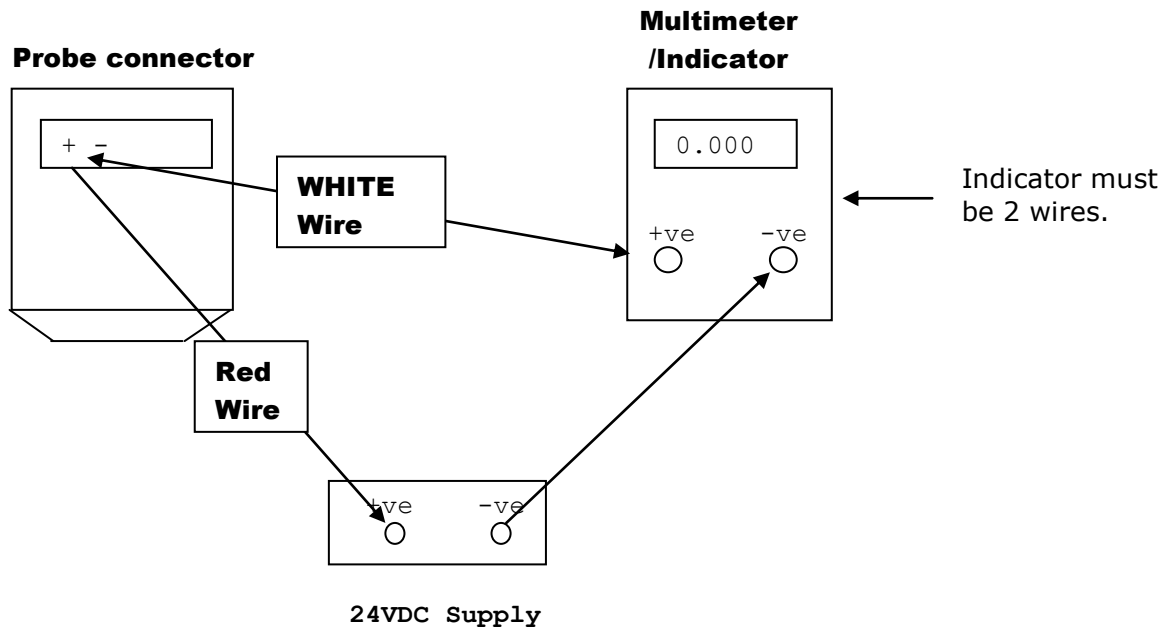 Multimeter
/Indicator
Probe connector
+ -
0.000
WHITE
Wire
Indicator must
be 2 wires.
+ve -ve
Red
Wire
+ve -ve
24VDC Supply